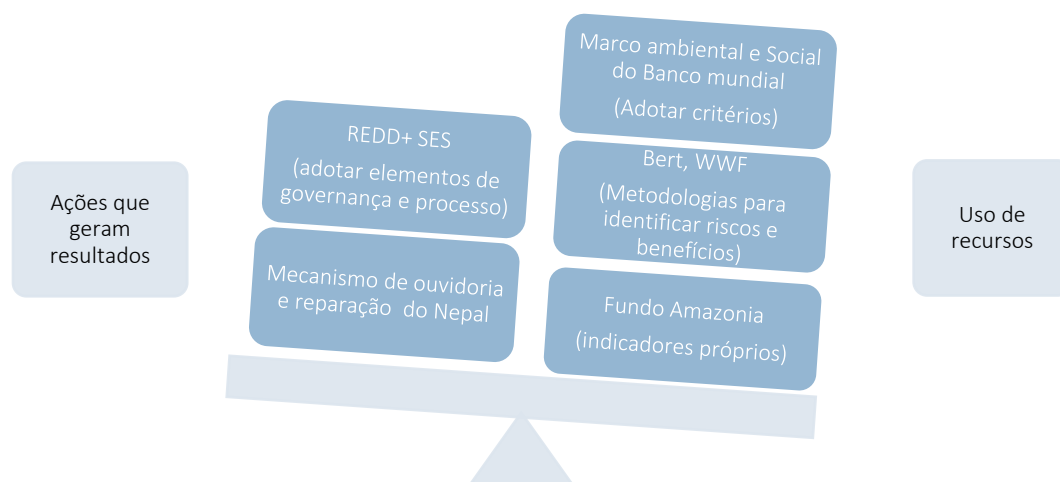 Ações que
geram
resultados
REDD+ SES
(adotar elementos de
governança e processo)
Mecanismo de ouvidoria
e reparação do Nepal
Marco ambiental e Social
do Banco mundial
(Adotar critérios)
Bert, WWF
(Metodologias para
identificar riscos e
benefícios)
Fundo Amazonia
(indicadores próprios)
Uso de
recursos